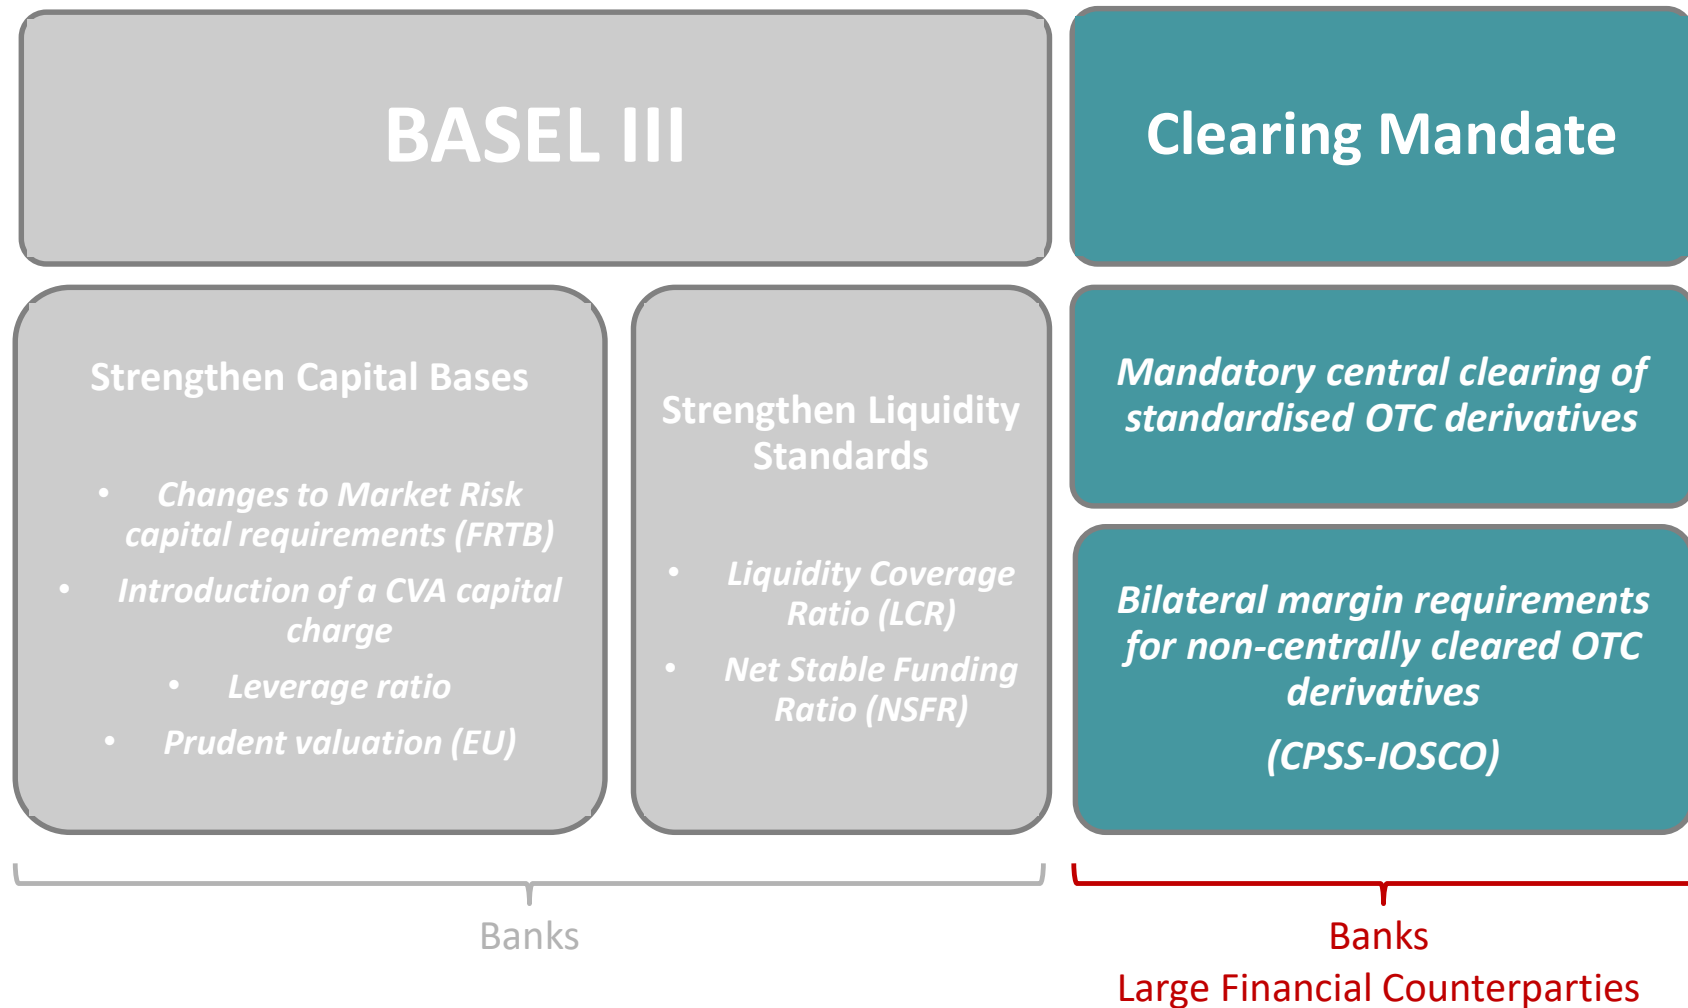 BASEL III
Clearing Mandate
Strengthen Capital Bases
• Changes to Market Risk
capital requirements (FRTB)
• Introduction of a CVA capital
charge
• Leverage ratio
• Prudent valuation (EU)
Strengthen Liquidity
Standards
• Liquidity Coverage
Ratio (LCR)
• Net Stable Funding
Ratio (NSFR)
Mandatory central clearing of
standardised OTC derivatives
Bilateral margin requirements
for non-centrally cleared OTC
derivatives
(CPSS-IOSCO)
Banks
Banks
Large Financial Counterparties